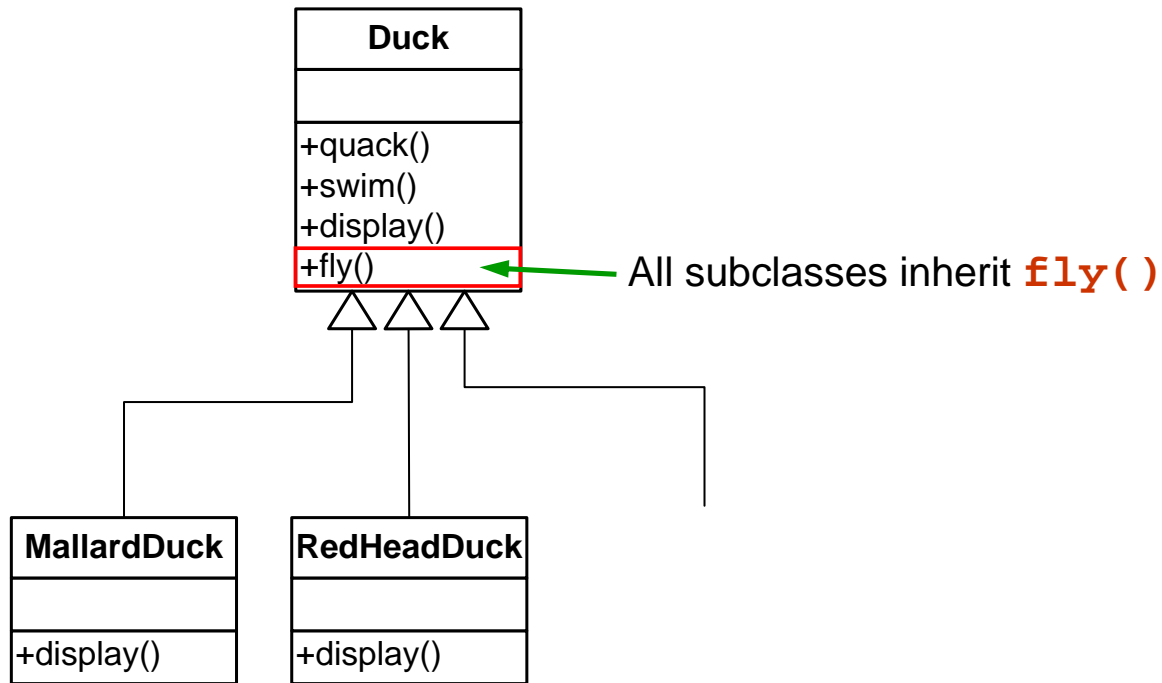 Duck
+quack()
+swim()
+display()
+fly()
All subclasses inherit fly()
MallardDuck
+display()
RedHeadDuck
+display()